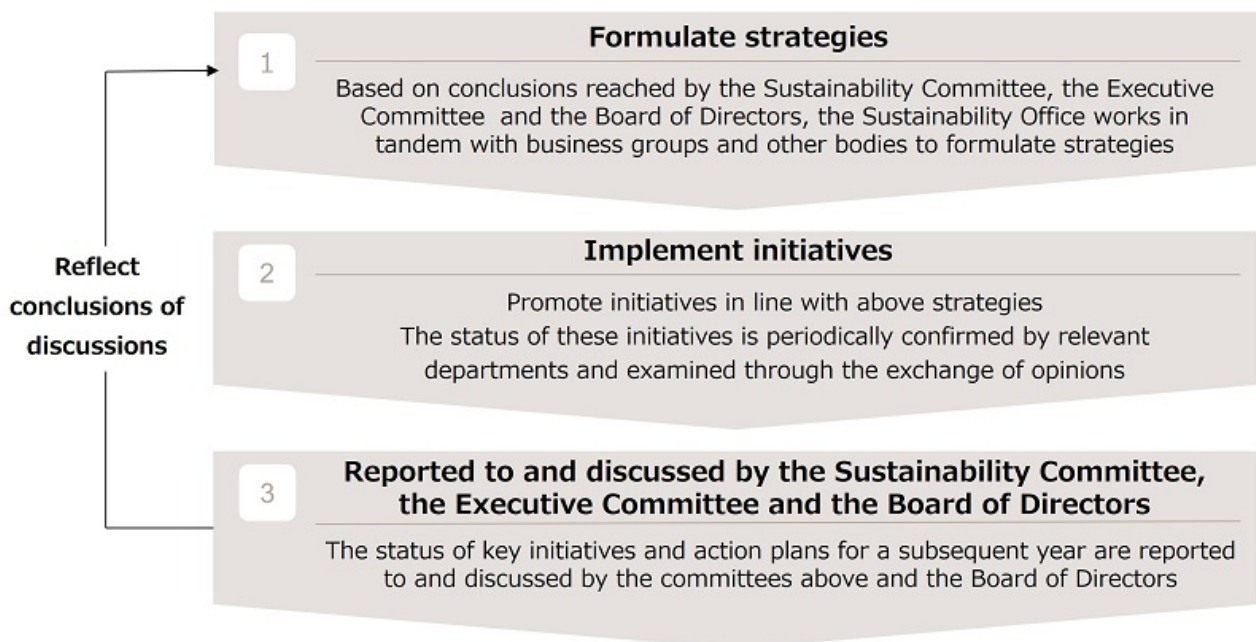 1
Formulate strategies
Based on conclusions reached by the Sustainability Committee, the Executive
Committee and the Board of Directors, the Sustainability Office works in
tandem with business groups and other bodies to formulate strategies
2
Implement initiatives
Promote initiatives in line with above strategies
The status of these initiatives is periodically confirmed by relevant
departments and examined through the exchange of opinions
Reflect
conclusions of
discussions
3
Reported to and discussed by the Sustainability Committee,
the Executive Committee and the Board of Directors
The status of key initiatives and action plans for a subsequent year are reported
to and discussed by the committees above and the Board of Directors